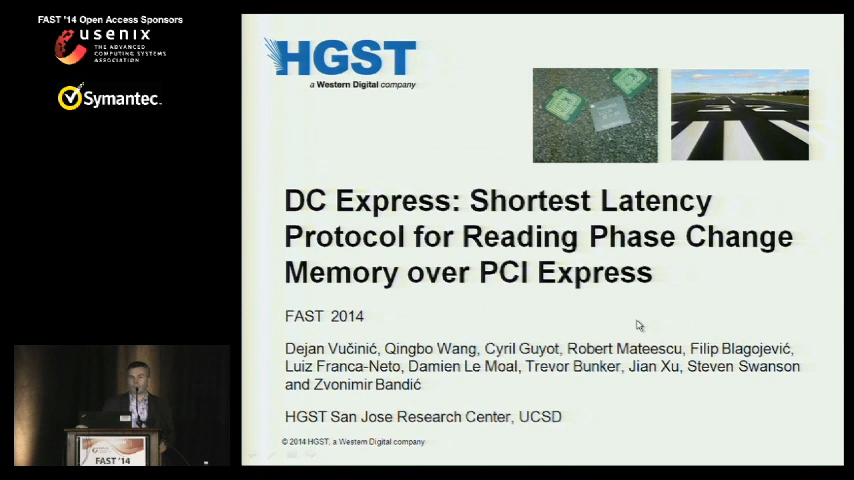 FAST '14 Open Access Sponsors
usenix
THE ADVANCED
COMPUTING SYSTEMS
ASSOCIATION
Symantec.
HGST
a Western Digital company
32
DC Express: Shortest Latency
Protocol for Reading Phase Change
Memory over PCI Express
FAST 2014
Dejan Vučinić, Qingbo Wang, Cyril Guyot, Robert Mateescu, Filip Blagojević,
Luiz Franca-Neto, Damien Le Moal, Trevor Bunker, Jian Xu, Steven Swanson
and Zvonimir Bandić
HGST San Jose Research Center, UCSD
© 2014 HGST, a Western Digital company
FAST '14